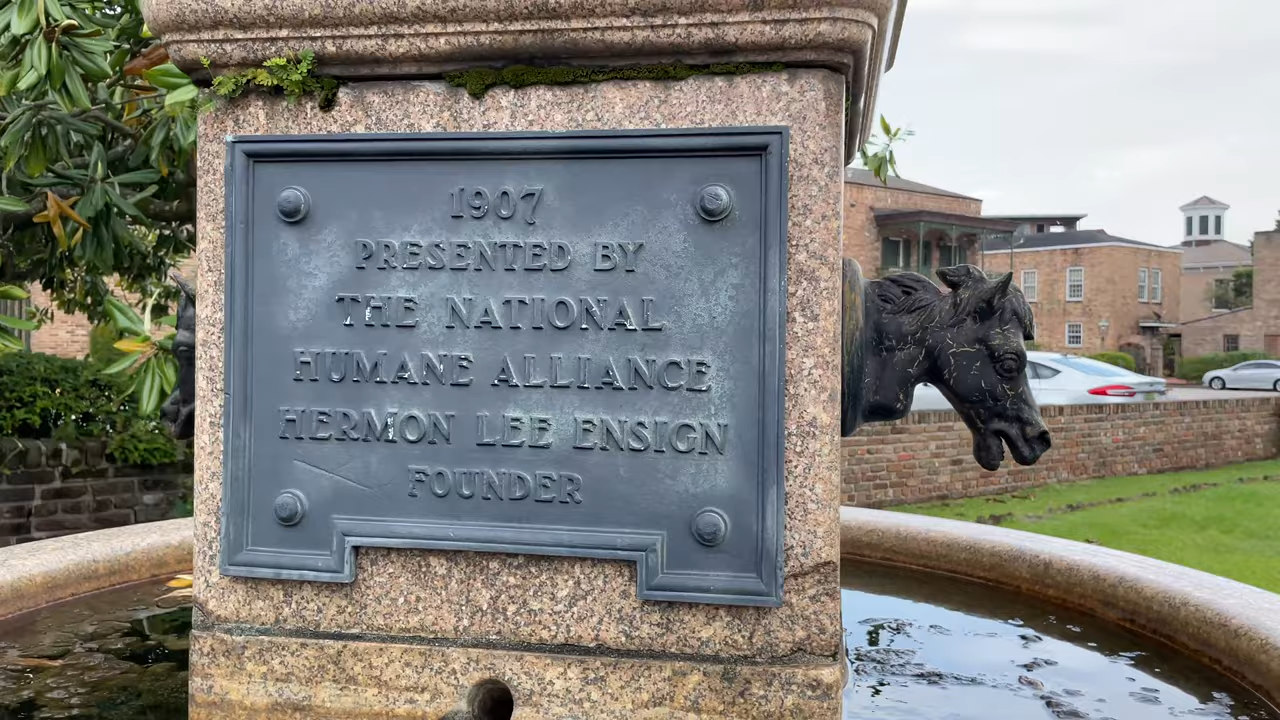 1907
PRESENTED BY
THE NATIONAL
HUMANE ALLIANCE
HERMON LEE ENSIGN
FOUNDER